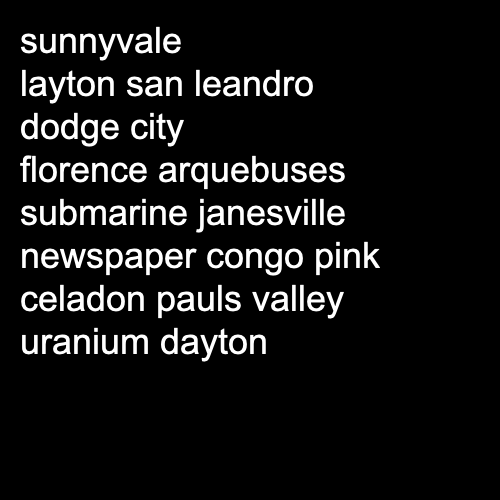 sunnyvale
layton san leandro
dodge city
florence arquebuses
submarine janesville
newspaper congo pink
celadon pauls valley
uranium dayton